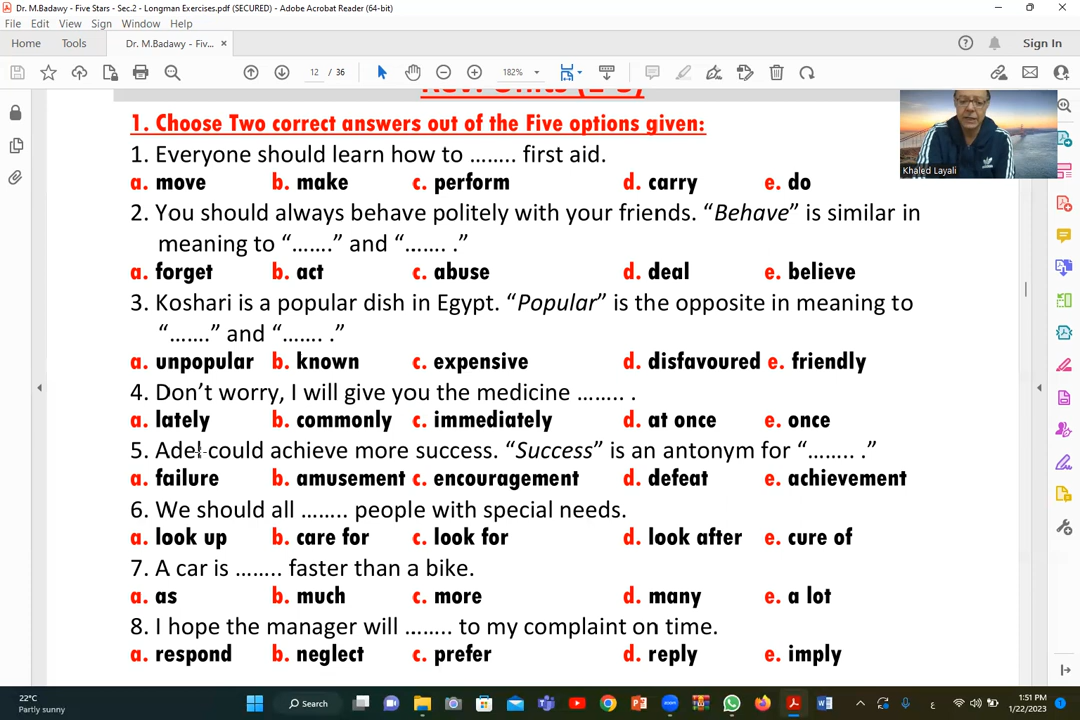 Dr. M.Badawy - Five Stars - Sec.2 - Longman Exercises.pdf (SECURED) - Adobe Acrobat Reader (64-bit)
File Edit View Sign Window Help
Home Tools Dr. M.Badawy - Fiv... × Sign In
12 / 36 182%
1. Choose Two correct answers out of the Five options given:
Khaled Layali
1. Everyone should learn how to …….. first aid.
a. move b. make c. perform d. carry e. do
2. You should always behave politely with your friends. “Behave” is similar in
meaning to “…….” and “……. .”
a. forget b. act c. abuse d. deal e. believe
3. Koshari is a popular dish in Egypt. “Popular” is the opposite in meaning to
“…….” and “……. .”
a. unpopular b. known c. expensive d. disfavoured e. friendly
4. Don’t worry, I will give you the medicine …….. .
a. lately b. commonly c. immediately d. at once e. once
5. Adel could achieve more success. “Success” is an antonym for “…….. .”
a. failure b. amusement c. encouragement d. defeat e. achievement
6. We should all …….. people with special needs.
a. look up b. care for c. look for d. look after e. cure of
7. A car is …….. faster than a bike.
a. as b. much c. more d. many e. a lot
8. I hope the manager will …….. to my complaint on time.
a. respond b. neglect c. prefer d. reply e. imply
22°C
Partly sunny
Search
1:51 PM
1/22/2023